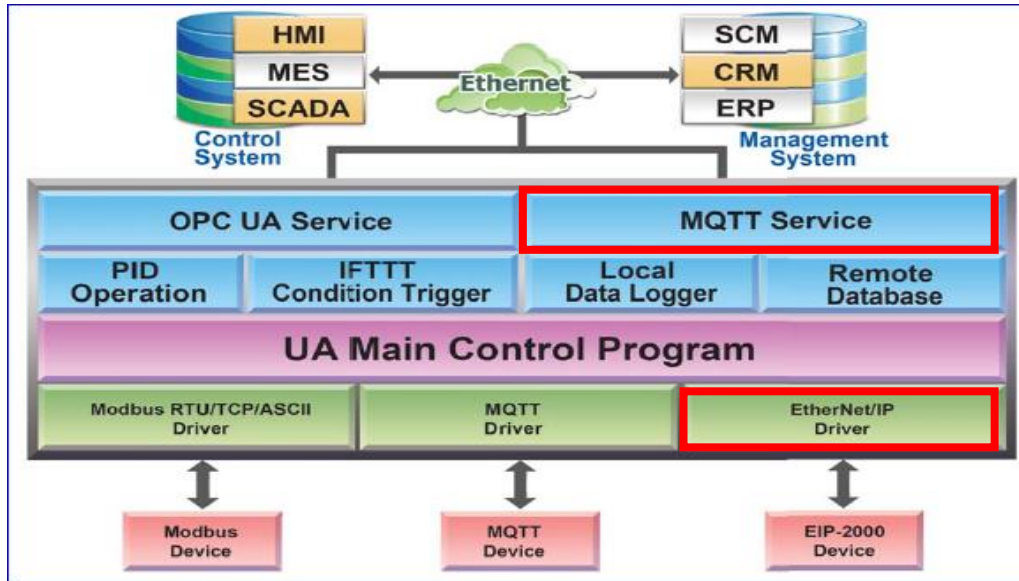 HMI
MES
SCADA
Control
System
Ethernet
SCM
CRM
ERP
Management
System
OPC UA Service
MQTT Service
PID
Operation
IFTTT
Condition Trigger
Local
Data Logger
Remote
Database
UA Main Control Program
Modbus RTU/TCP/ASCII
Driver
MQTT
Driver
EtherNet/IP
Driver
Modbus
Device
MQTT
Device
EIP-2000
Device